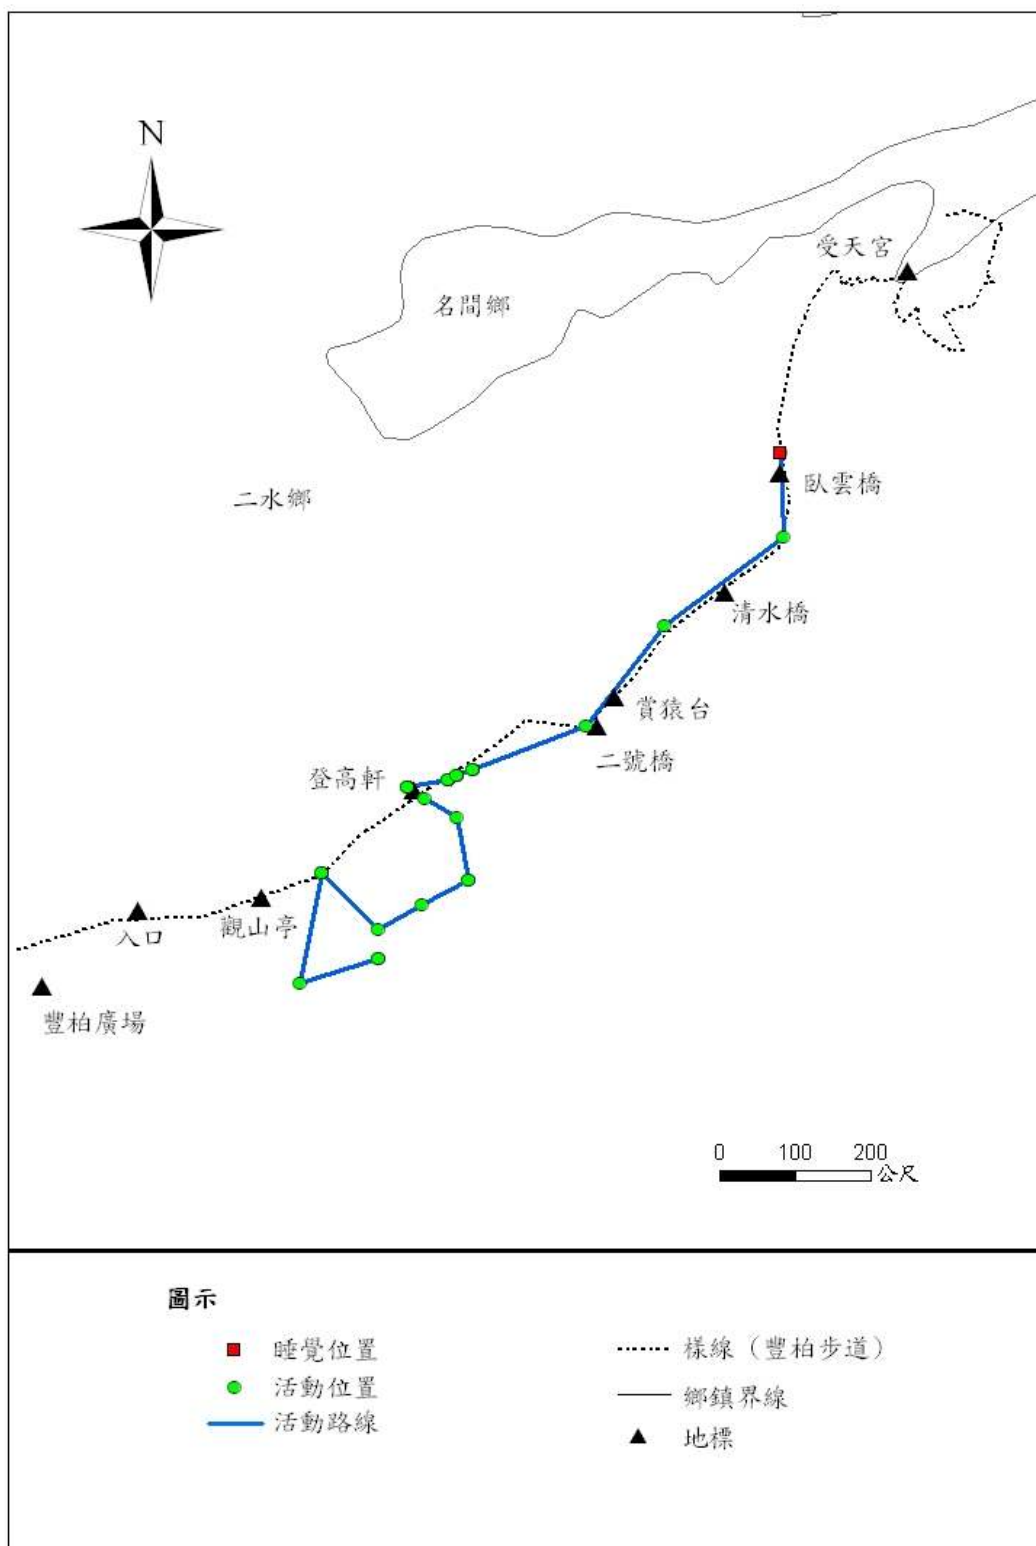 N
受天宮
名間鄉
臥雲橋
二水鄉
清水橋
賞猿台
二號橋
登高軒
觀山亭
入口
豐柏廣場
0 100 200
公尺
圖示
睡覺位置
活動位置
活動路線
樣線（豐柏步道）
鄉鎮界線
地標